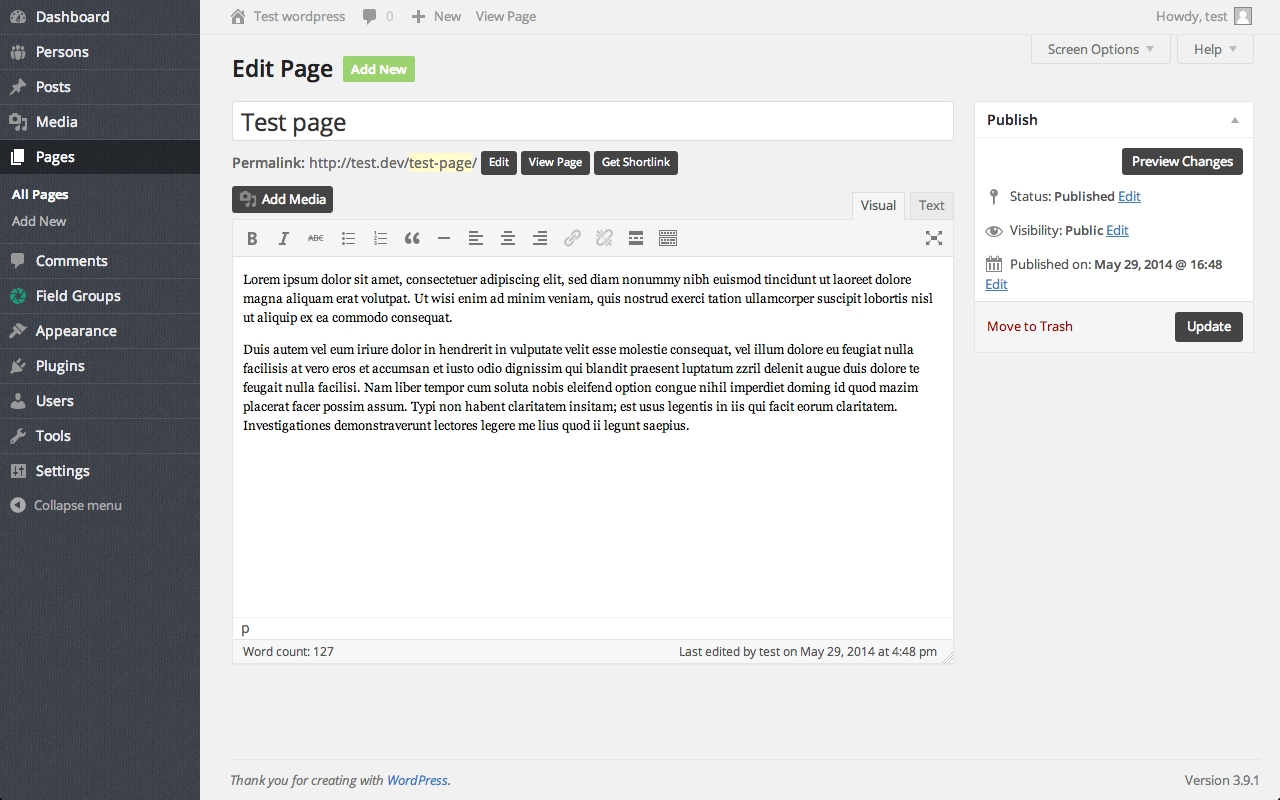 Dashboard
Persons
Posts
Media
Pages
All Pages
Add New
Comments
Field Groups
Appearance
Plugins
Users
Tools
Settings
Collapse menu
Test wordpress 0 New View Page Howdy, test
Screen Options Help
Edit Page Add New
Test page
Permalink: http://test.dev/test-page/ Edit View Page Get Shortlink
Add Media
Visual Text
B I ABC
Lorem ipsum dolor sit amet, consectetuer adipiscing elit, sed diam nonummy nibh euismod tincidunt ut laoreet dolore
magna aliquam erat volutpat. Ut wisi enim ad minim veniam, quis nostrud exerci tation ullamcorper suscipit lobortis nisl
ut aliquip ex ea commodo consequat.
Duis autem vel eum iriure dolor in hendrerit in vulputate velit esse molestie consequat, vel illum dolore eu feugiat nulla
facilisis at vero eros et accumsan et iusto odio dignissim qui blandit praesent luptatum zzril delenit augue duis dolore te
feugait nulla facilisi. Nam liber tempor cum soluta nobis eleifend option congue nihil imperdiet doming id quod mazim
placerat facer possim assum. Typi non habent claritatem insitam; est usus legentis in iis qui facit eorum claritatem.
Investigationes demonstraverunt lectores legere me lius quod ii legunt saepius.
p
Word count: 127 Last edited by test on May 29, 2014 at 4:48 pm
Publish
Preview Changes
Status: Published Edit
Visibility: Public Edit
Published on: May 29, 2014 @ 16:48
Edit
Move to Trash Update
Thank you for creating with WordPress. Version 3.9.1